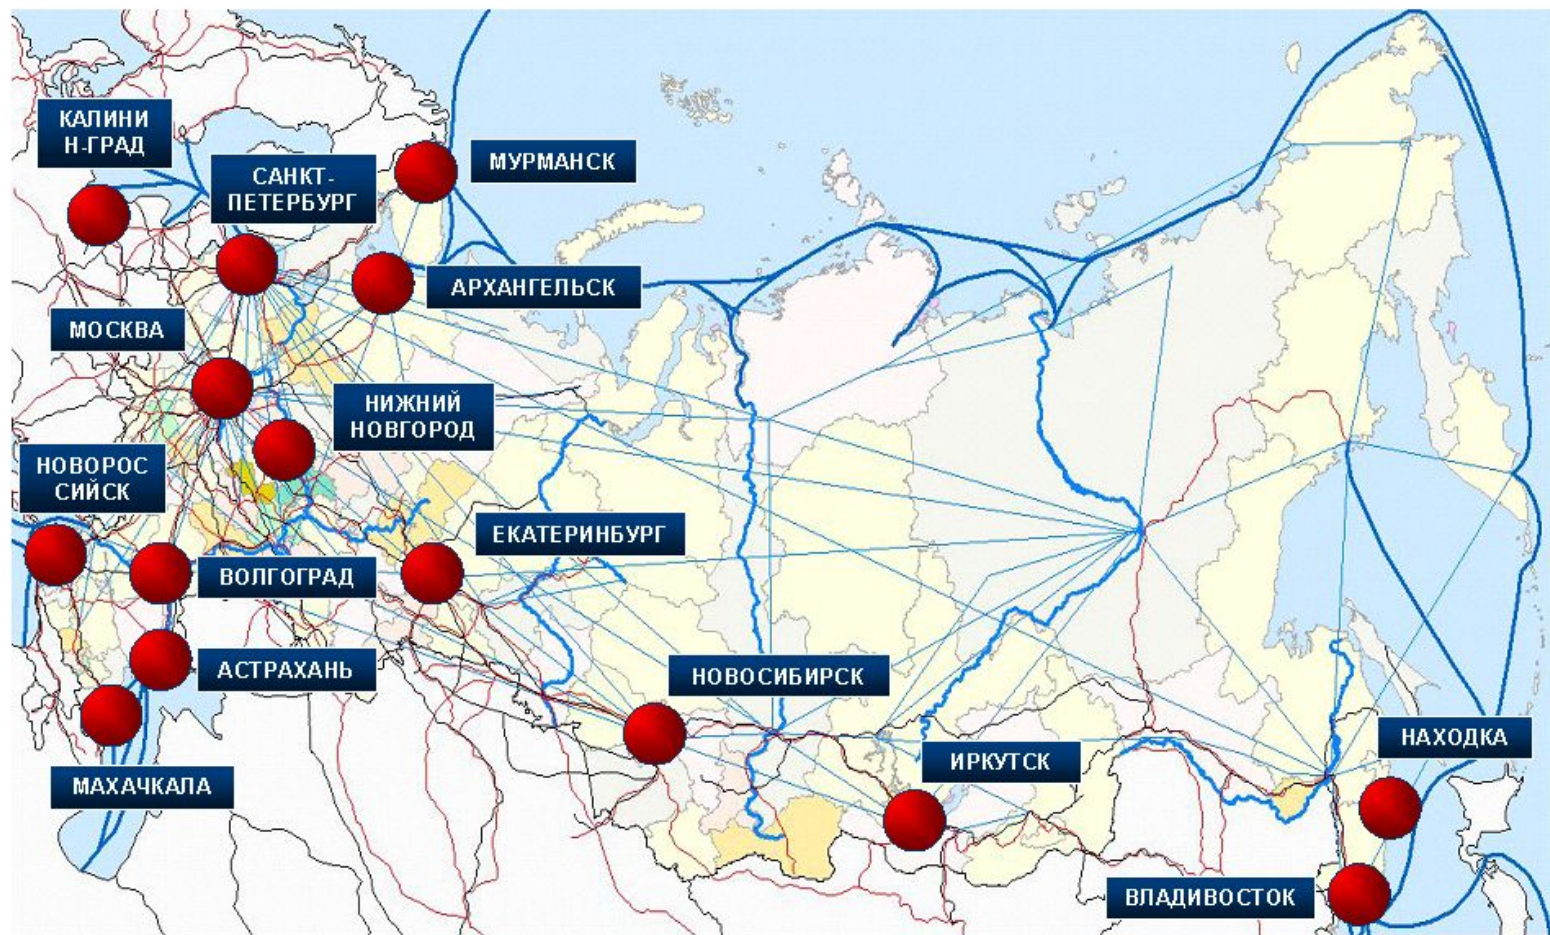 КАЛИНИ
Н-ГРАД
САНКТ-
ПЕТЕРБУРГ
МУРМАНСК
АРХАНГЕЛЬСК
МОСКВА
НИЖНИЙ
НОВГОРОД
НОВОРОС
СИЙСК
ЕКАТЕРИНБУРГ
ВОЛГОГРАД
АСТРАХАНЬ
НОВОСИБИРСК
МАХАЧКАЛА
ИРКУТСК
НАХОДКА
ВЛАДИВОСТОК